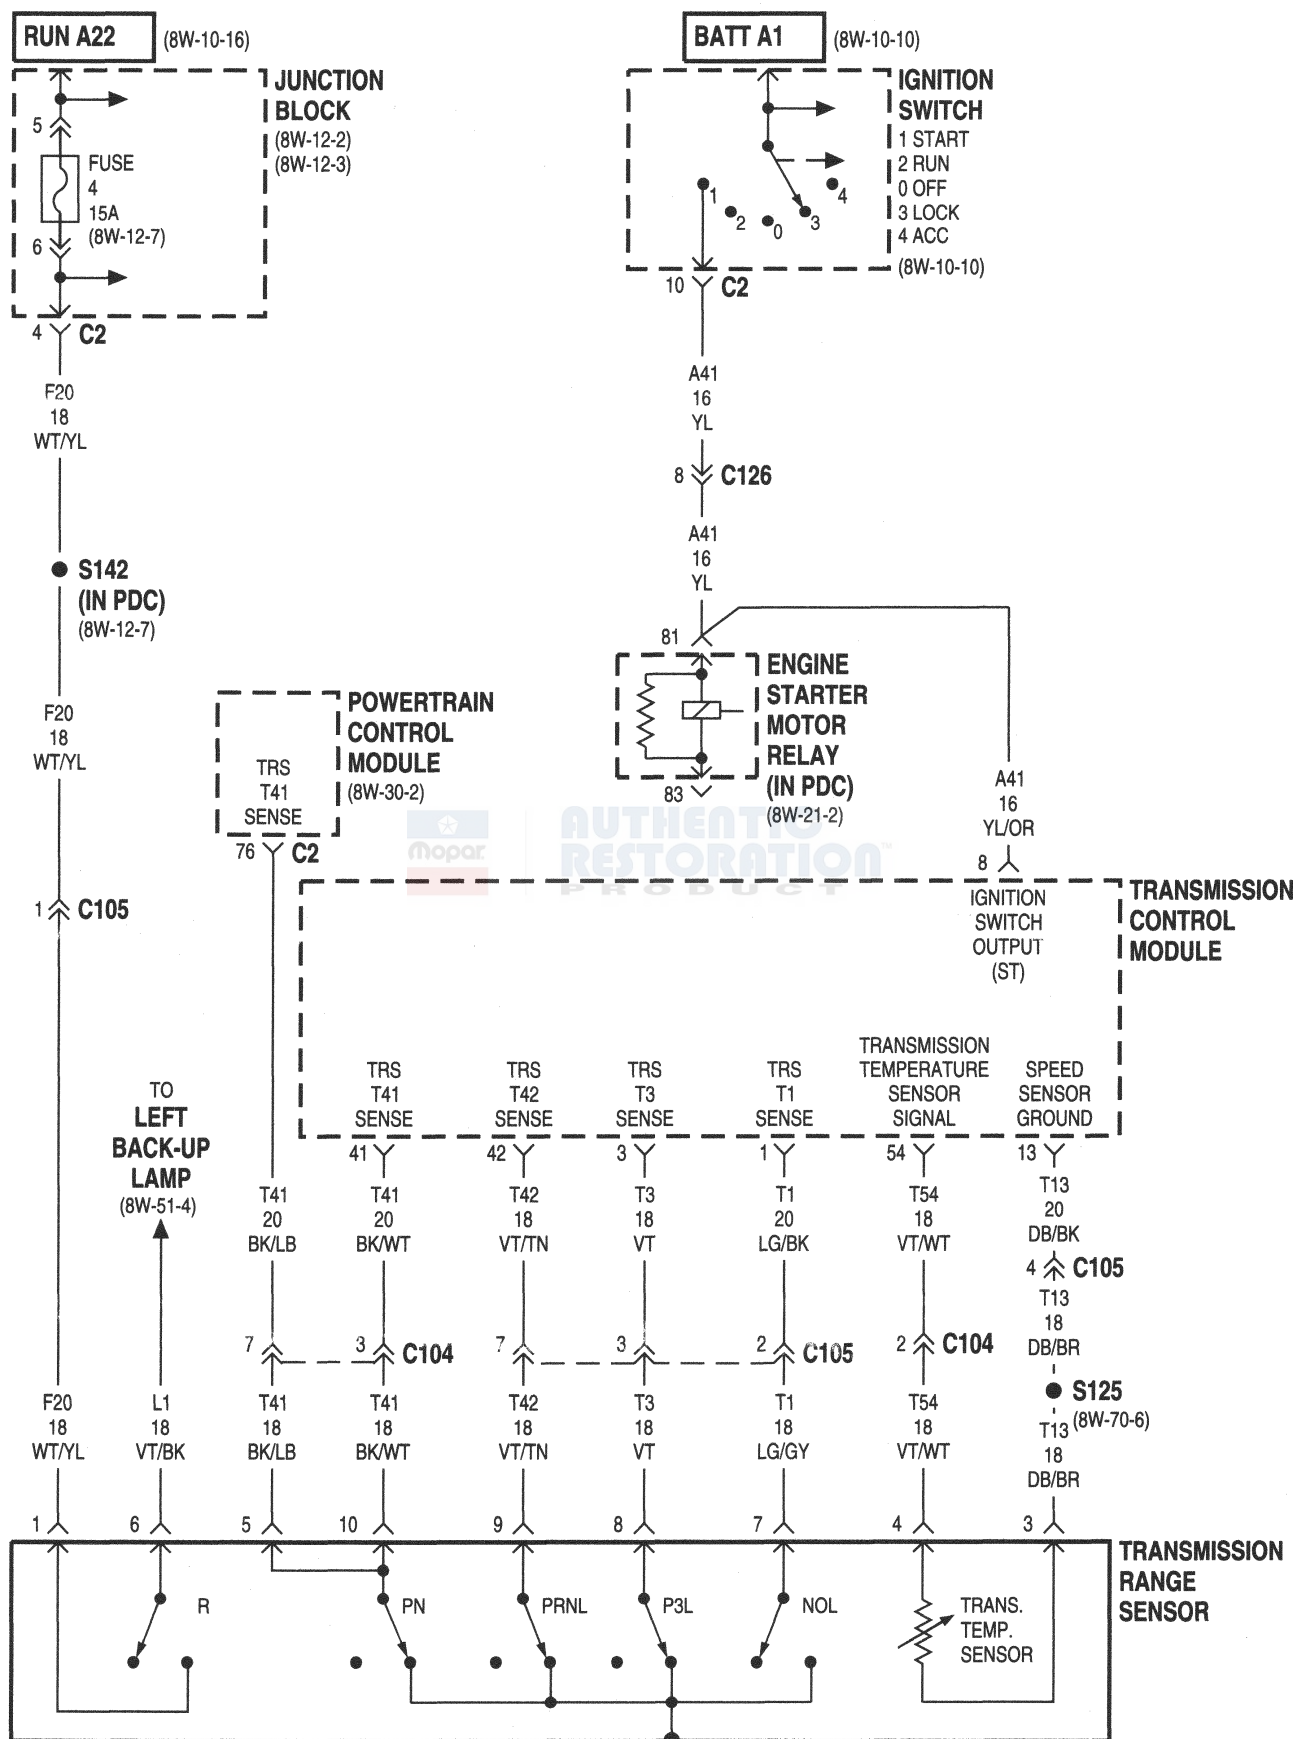 RUN A22
(8W-10-16)
JUNCTION
BLOCK
(8W-12-2)
(8W-12-3)
5
FUSE
4
15A
(8W-12-7)
6
4
C2
F20
18
WT/YL
S142
(IN PDC)
(8W-12-7)
F20
18
WT/YL
1
C105
BATT A1
(8W-10-10)
IGNITION
SWITCH
1 START
2 RUN
0 OFF
3 LOCK
4 ACC
(8W-10-10)
1
2
0
3
4
10
C2
A41
16
YL
8
C126
A41
16
YL
81
ENGINE
STARTER
MOTOR
RELAY
(IN PDC)
(8W-21-2)
83
A41
16
YL/OR
8
POWERTRAIN
CONTROL
MODULE
(8W-30-2)
TRS
T41
SENSE
76
C2
Mopar
AUTHENTIC
RESTORATION™
PRODUCT
TRANSMISSION
CONTROL
MODULE
IGNITION
SWITCH
OUTPUT
(ST)
TRS
T41
SENSE
TRS
T42
SENSE
TRS
T3
SENSE
TRS
T1
SENSE
TRANSMISSION
TEMPERATURE
SENSOR
SIGNAL
SPEED
SENSOR
GROUND
TO
LEFT
BACK-UP
LAMP
(8W-51-4)
41
42
3
1
54
13
T41
20
BK/LB
T41
20
BK/WT
T42
18
VT/TN
T3
18
VT
T1
20
LG/BK
T54
18
VT/WT
T13
20
DB/BK
4
C105
T13
18
DB/BR
7
3
C104
7
3
2
C105
2
C104
S125
(8W-70-6)
F20
18
WT/YL
L1
18
VT/BK
T41
18
BK/LB
T41
18
BK/WT
T42
18
VT/TN
T3
18
VT
T1
18
LG/GY
T54
18
VT/WT
T13
18
DB/BR
1
6
5
10
9
8
7
4
3
TRANSMISSION
RANGE
SENSOR
R
PN
PRNL
P3L
NOL
TRANS.
TEMP.
SENSOR